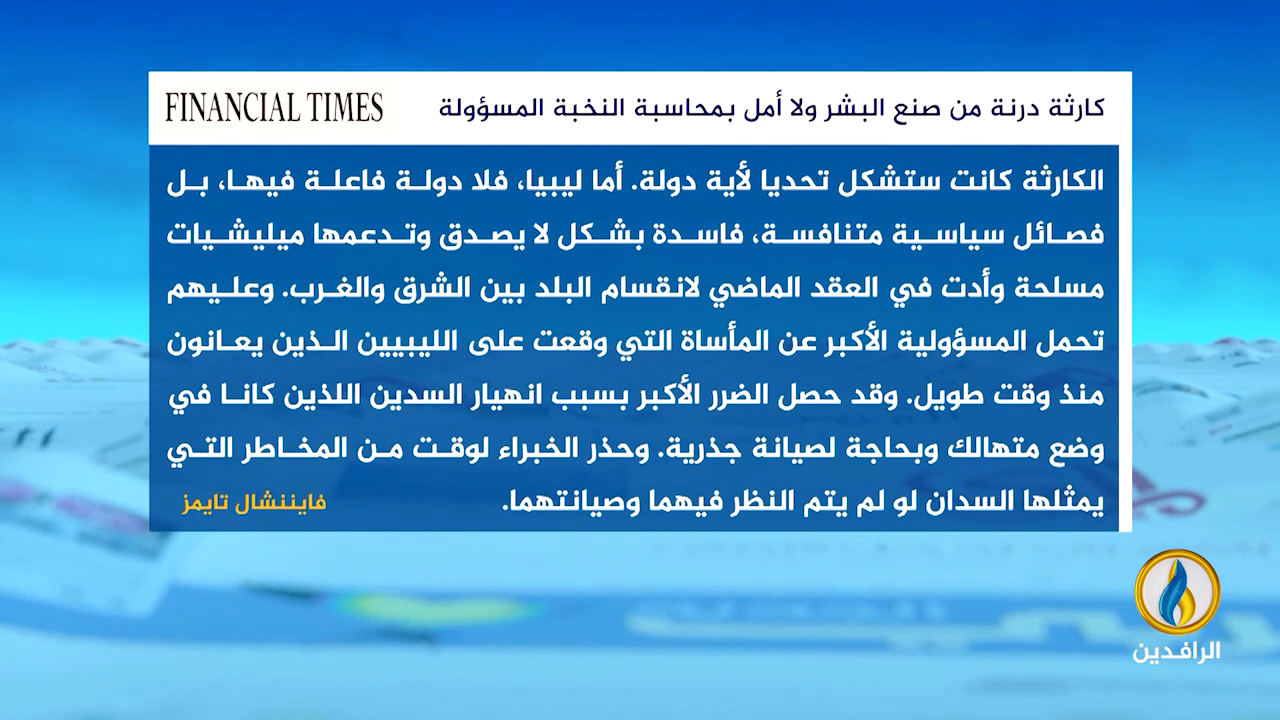 كارثة درنة من صنع البشر ولا أمل بمحاسبة النخبة المسؤولة
FINANCIAL TIMES
الكارثة كانت ستشكل تحديا لأية دولة. أما ليبيا، فلا دولة فاعلة فيها، بل
فصائل سياسية متنافسة، فاسدة بشكل لا يصدق وتدعمها ميليشيات
مسلحة وأدت في العقد الماضي لانقسام البلد بين الشرق والغرب. وعليهم
تحمل المسؤولية الأكبر عن المأساة التي وقعت على الليبيين الذين يعانون
منذ وقت طويل. وقد حصل الضرر الأكبر بسبب انهيار السدين اللذين كانا في
وضع متهالك وبحاجة لصيانة جذرية. وحذر الخبراء لوقت من المخاطر التي
يمثلها السدان لو لم يتم النظر فيهما وصيانتهما.
فايننشال تايمز
الرافدين